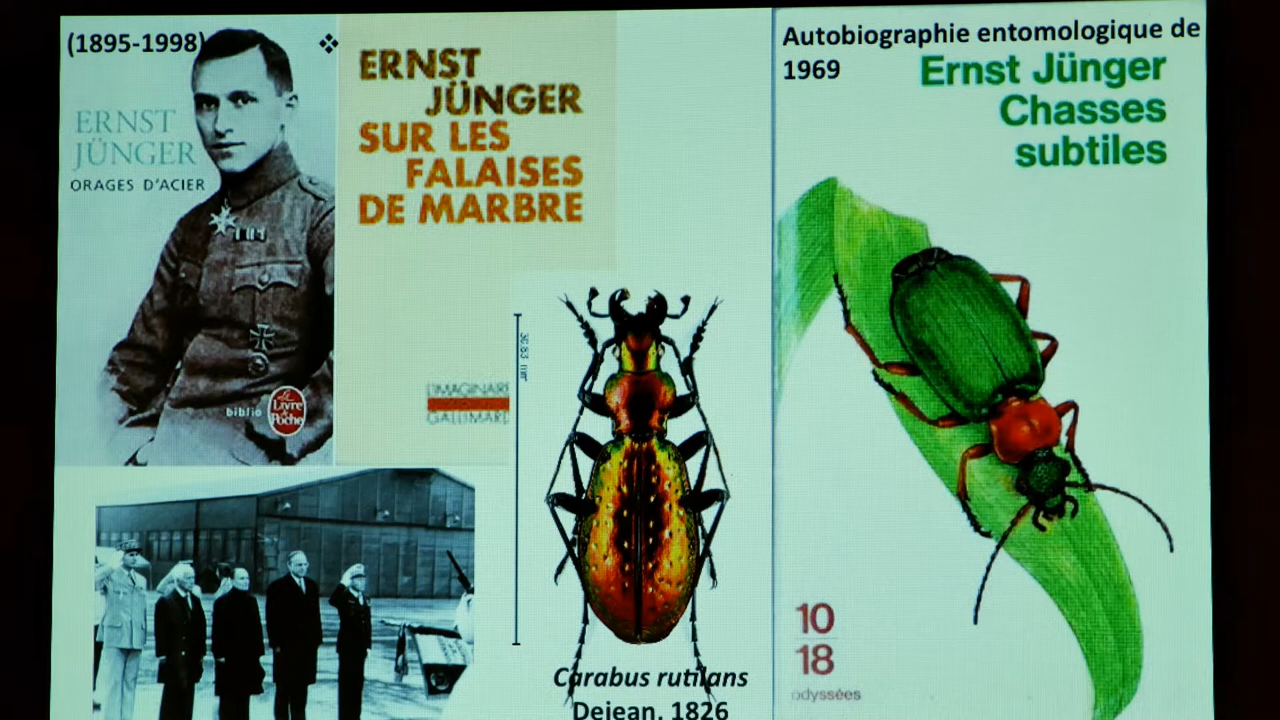 (1895-1998)
ERNST
JÜNGER
ORAGES D'ACIER
biblio
Le
Livre
de
Poche
❖
ERNST
JÜNGER
SUR LES
FALAISES
DE MARBRE
L'IMAGINAIRE
GALLIMARD
Carabus rutilans
Dejean, 1826
Autobiographie entomologique de
1969
Ernst Jünger
Chasses
subtiles
10
18
odyssées